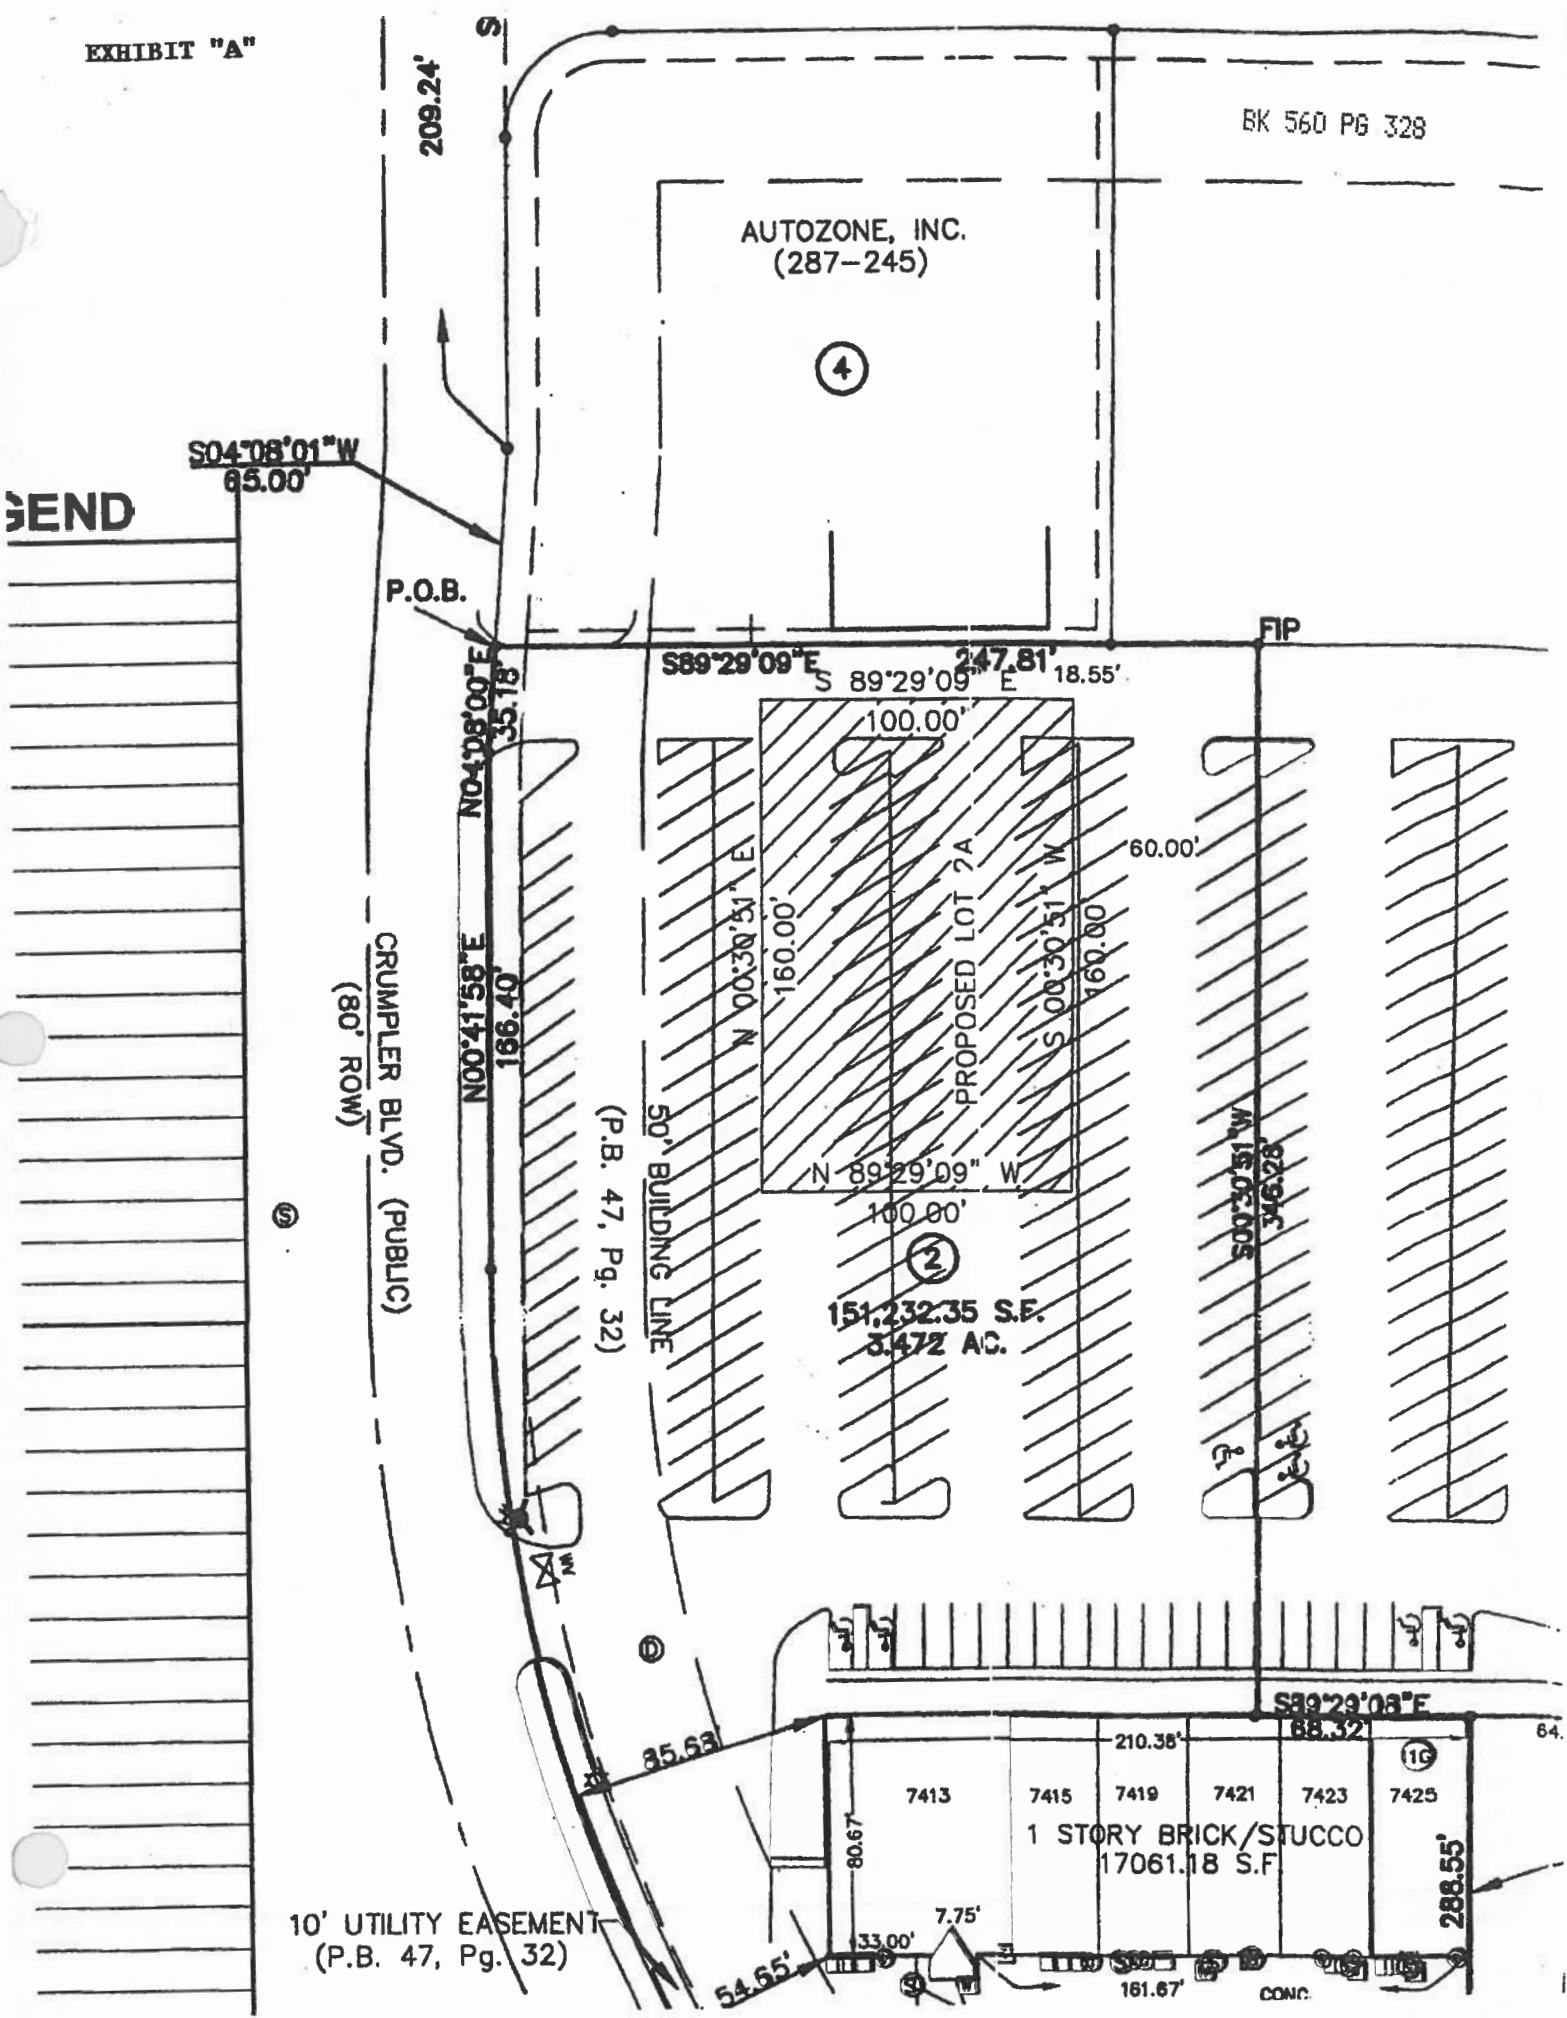 EXHIBIT "A"
S
209.24'
BK 560 PG 328
AUTOZONE, INC.
(287-245)
4
S04°08'01"W
65.00'
GEND
P.O.B.
FIP
S89°29'09"E 247.81'
18.55'
S 89°29'09" E
100.00'
N04°08'00"E
35.18'
60.00'
N 00°30'51" E
160.00'
PROPOSED LOT 2A
S 00°30'51" W
160.00
N00°41'58"E
166.40'
CRUMPLER BLVD. (PUBLIC)
(80' ROW)
50' BUILDING LINE
(P.B. 47, Pg. 32)
S00°30'51"W
346.28'
N 89°29'09" W
100.00'
S
2
151,232.35 S.F.
3.472 AC.
WV
D
S89°29'08"E
68.32
64.
85.68'
210.38'
11G
7413
7415
7419
7421
7423
7425
1 STORY BRICK/STUCCO
17061.18 S.F.
80.67'
288.55'
10' UTILITY EASEMENT
(P.B. 47, Pg. 32)
7.75'
33.00'
54.65'
S
W
161.67'
CONC.